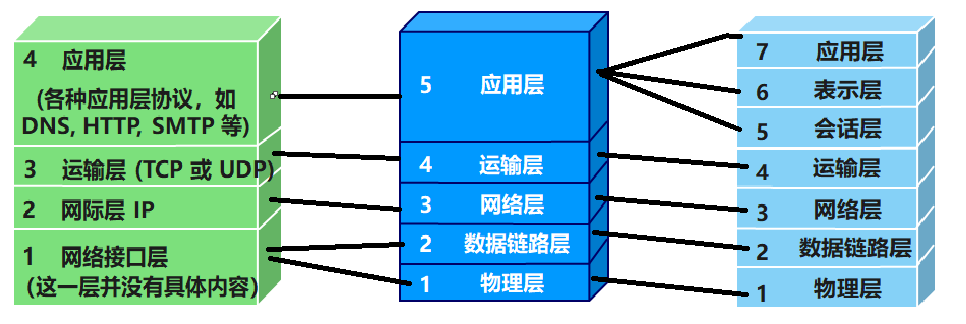 4 应用层
(各种应用层协议，如
DNS, HTTP, SMTP 等)
3 运输层 (TCP 或 UDP)
2 网际层 IP
1 网络接口层
(这一层并没有具体内容)
5 应用层
4 运输层
3 网络层
2 数据链路层
1 物理层
7 应用层
6 表示层
5 会话层
4 运输层
3 网络层
2 数据链路层
1 物理层